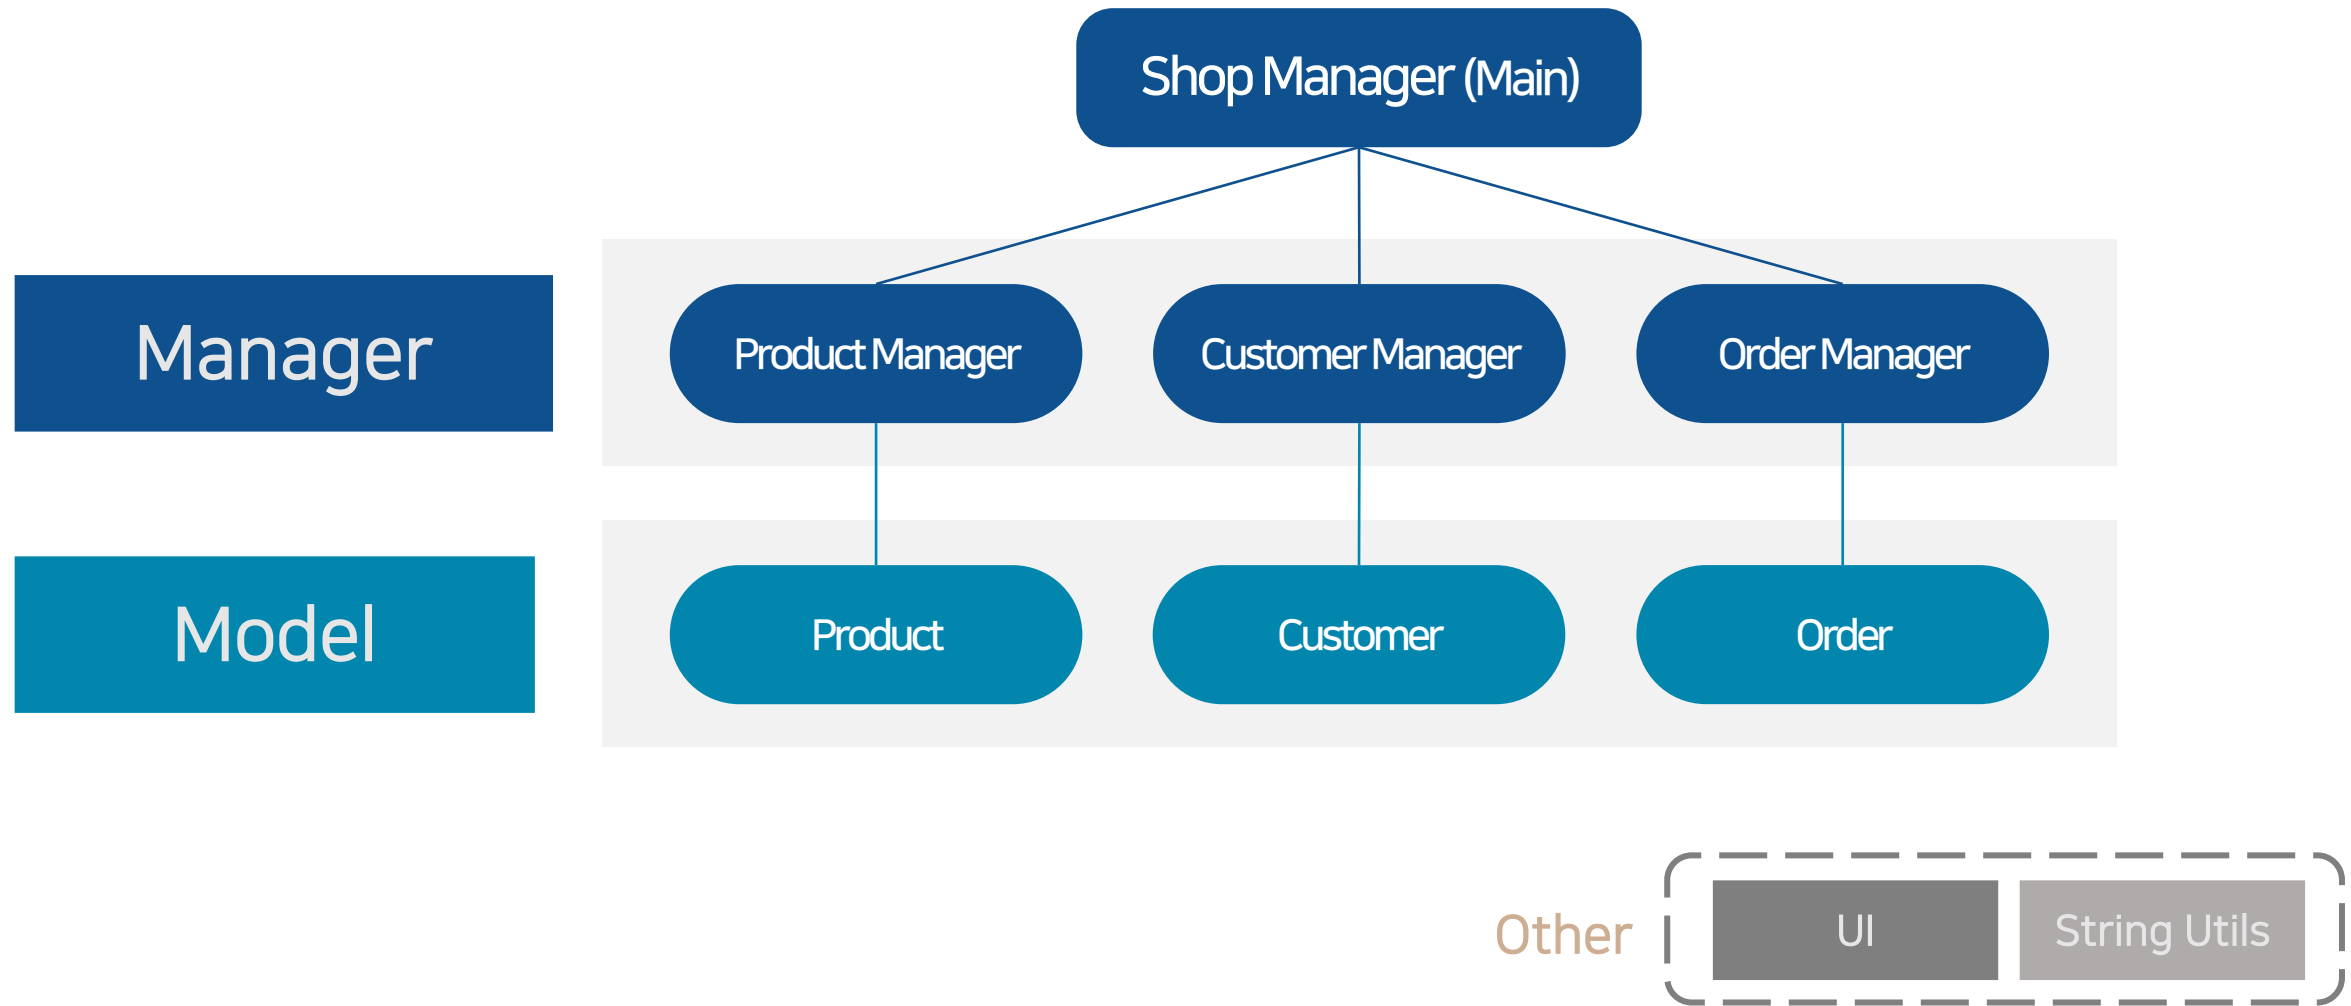 Shop Manager (Main)
Manager
Product Manager
Customer Manager
Order Manager
Model
Product
Customer
Order
Other
UI
String Utils